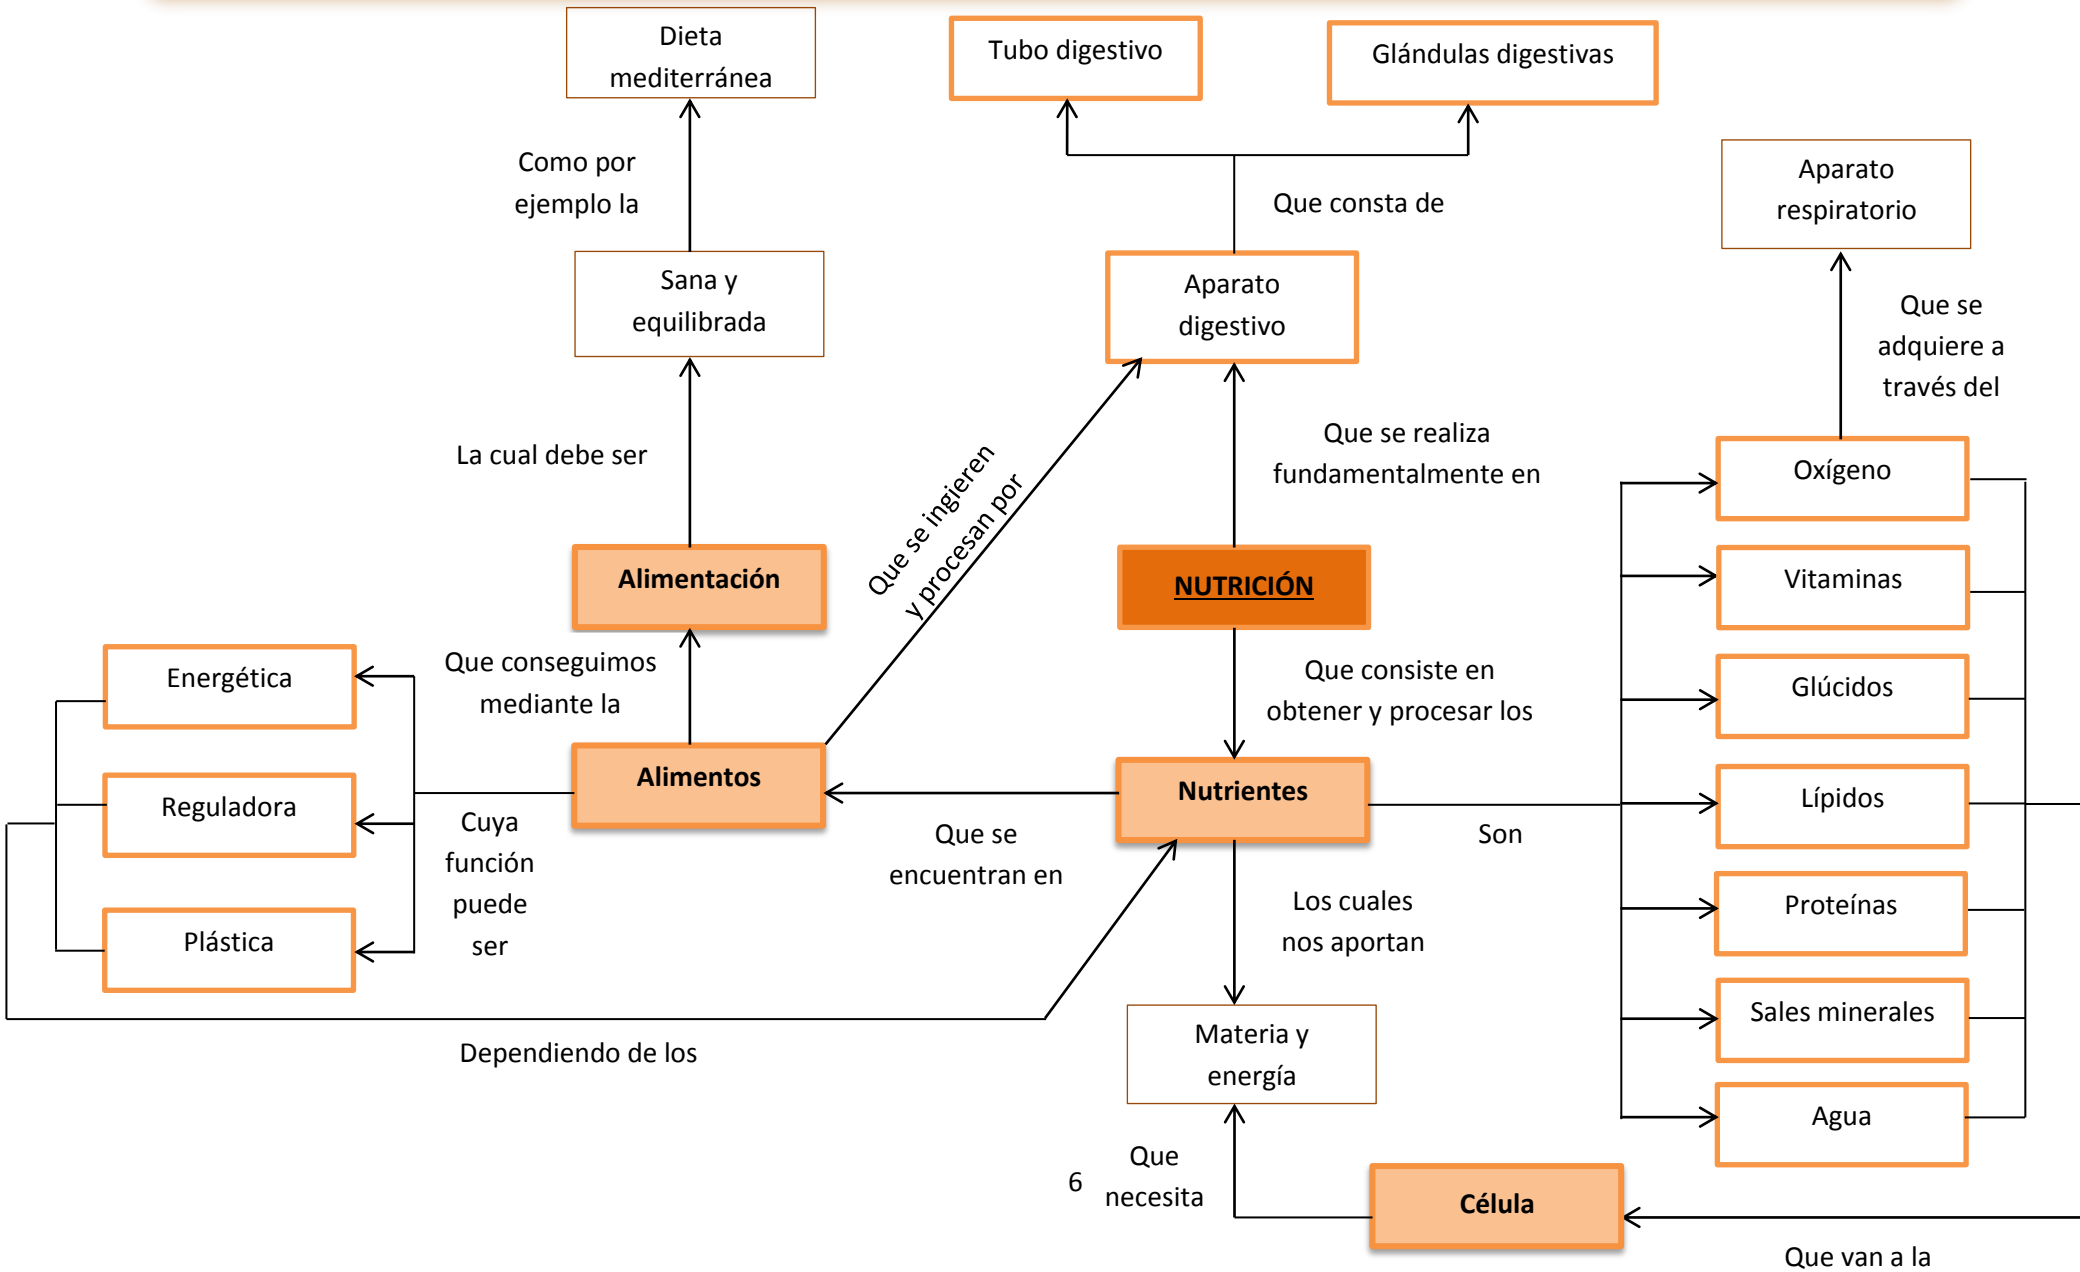 Dieta
mediterránea
Tubo digestivo
Glándulas digestivas
Como por
ejemplo la
Que consta de
Aparato
respiratorio
Sana y
equilibrada
Aparato
digestivo
Que se
adquiere a
través del
La cual debe ser
Que se ingieren
y procesan por
Que se realiza
fundamentalmente en
Oxígeno
Alimentación
NUTRICIÓN
Vitaminas
Energética
Que conseguimos
mediante la
Que consiste en
obtener y procesar los
Glúcidos
Alimentos
Nutrientes
Lípidos
Reguladora
Cuya
función
puede
ser
Que se
encuentran en
Son
Plástica
Los cuales
nos aportan
Proteínas
Sales minerales
Dependiendo de los
Materia y
energía
Agua
Que
necesita
6
Célula
Que van a la